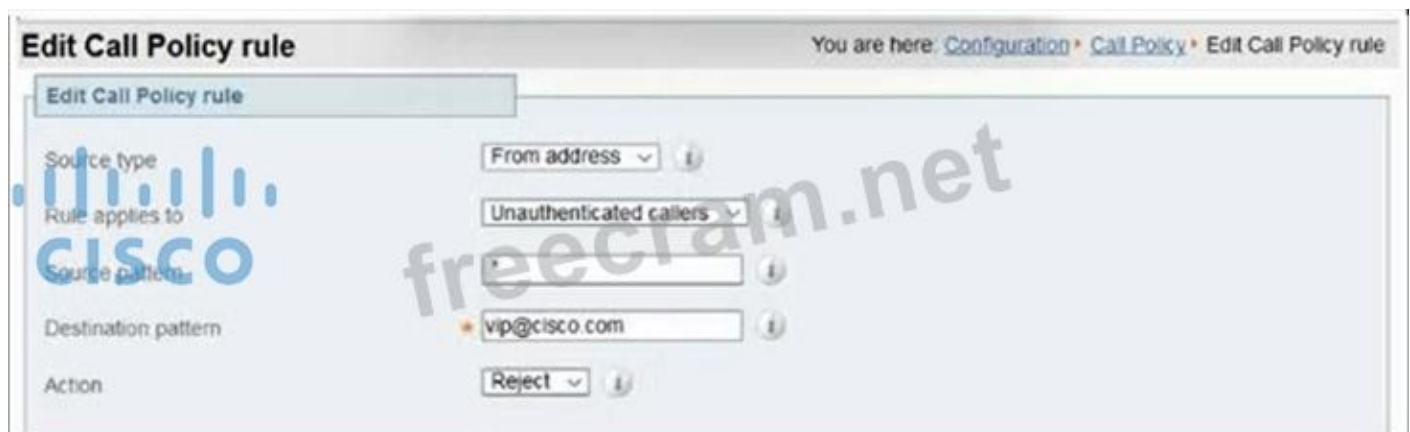 Edit Call Policy rule
You are here: Configuration Call Policy Edit Call Policy rule
Edit Call Policy rule
Source type From address
Rule applies to Unauthenticated callers
CISCO
Source pattern
Destination pattern vip@cisco.com
Action Reject
freecram.net